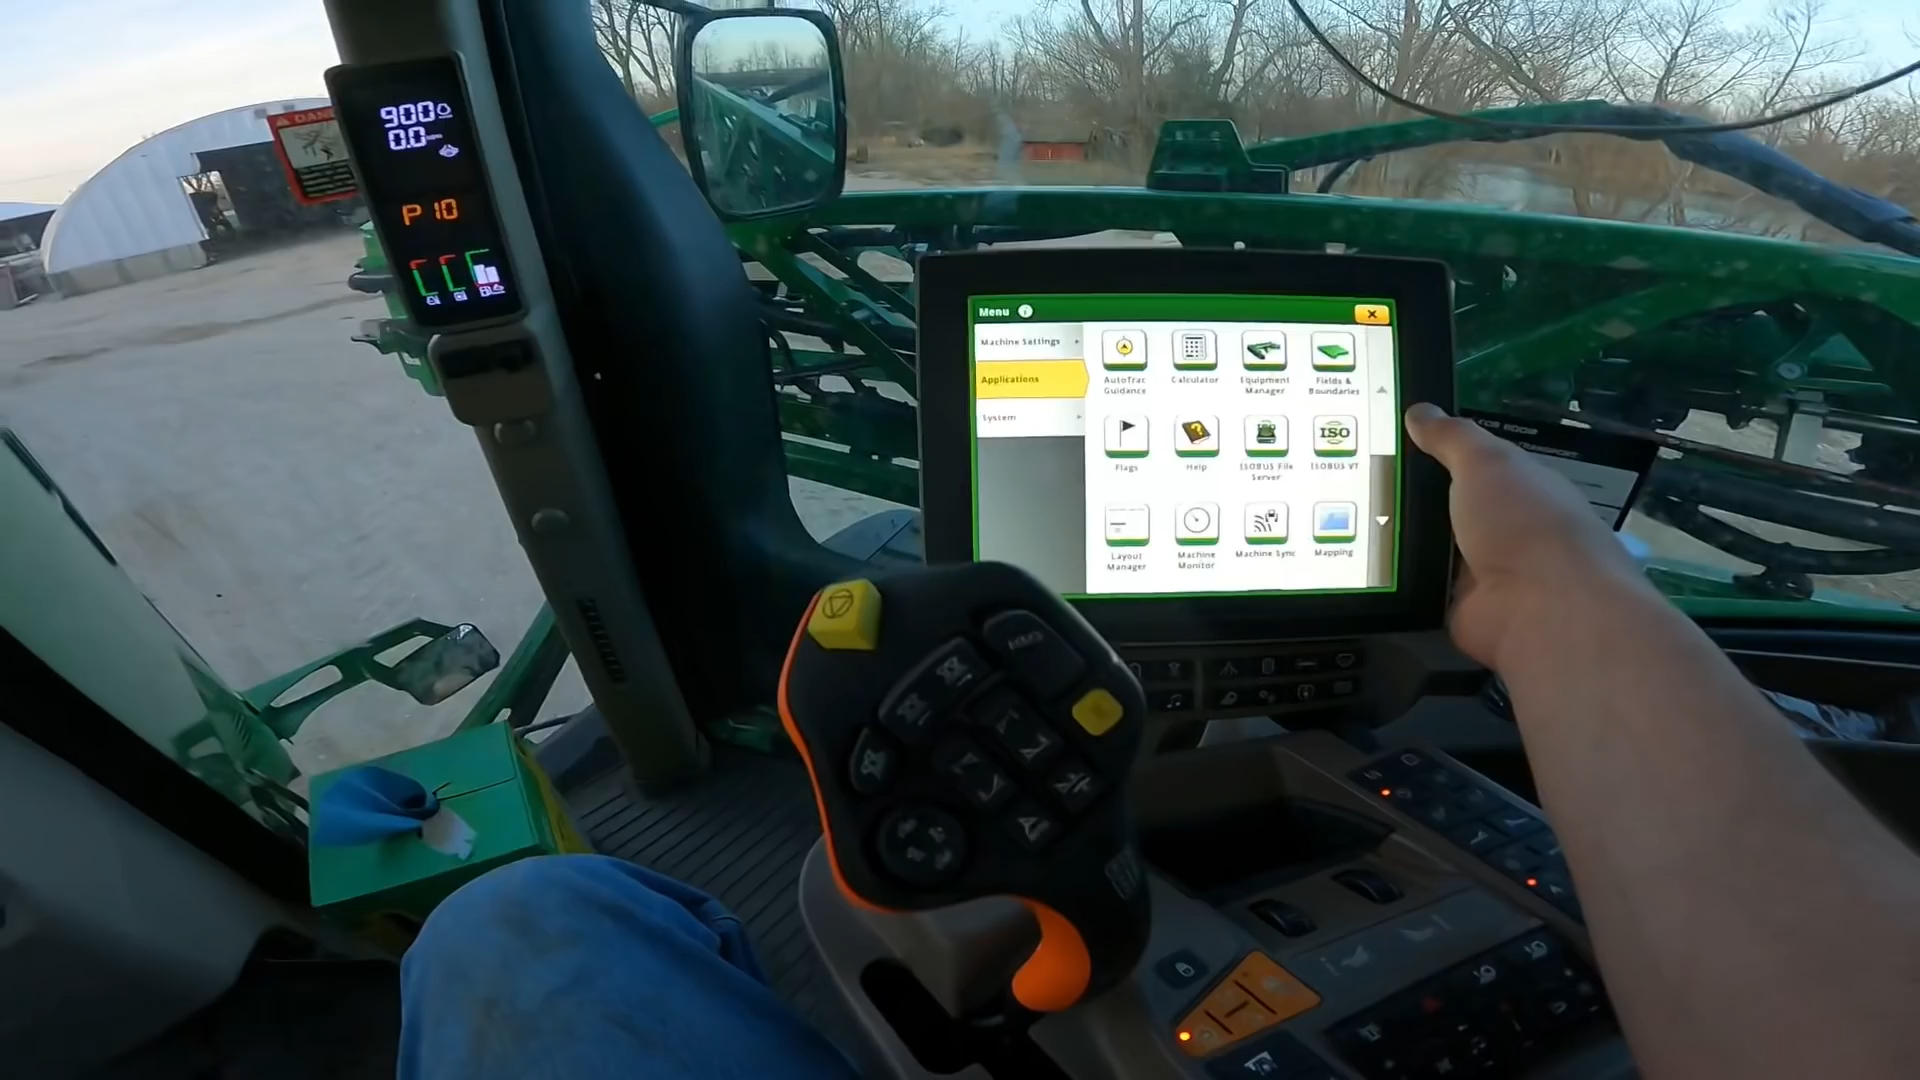 DAN
900
0.0
P 10
Menu
Machine Settings
Applications
System
AutoTrac
Guidance
Calculator
Equipment
Manager
Fields &
Boundaries
Flags
Help
ISOBUS File
Server
ISO
ISOBUS VT
Layout
Manager
Machine
Monitor
Machine Sync
Mapping